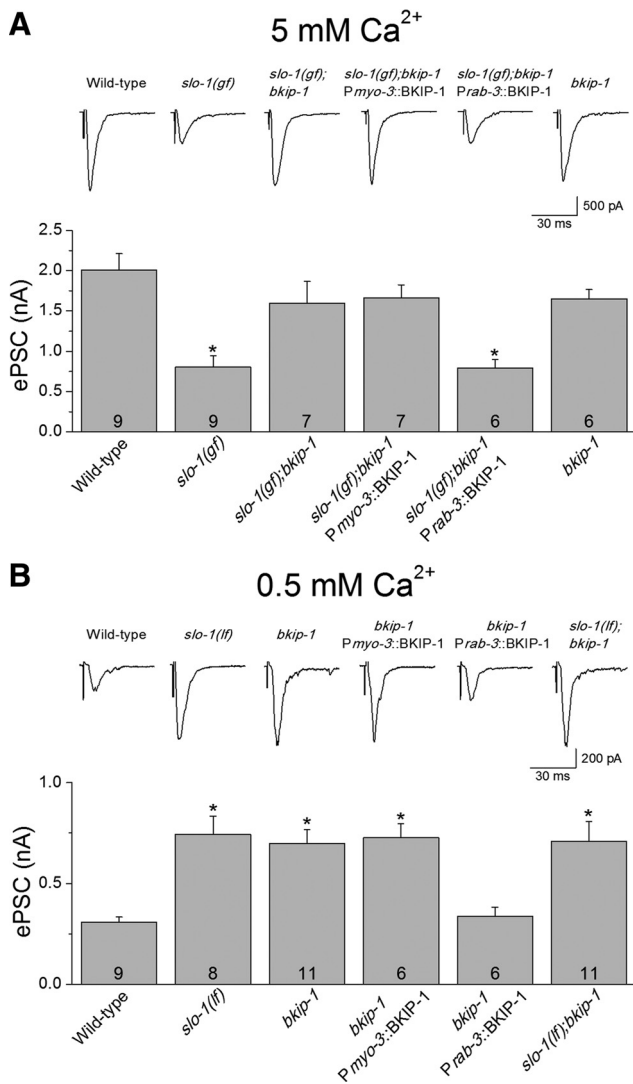 A
5 mM Ca2+
Wild-type
slo-1(gf)
slo-1(gf);
bkip-1
slo-1(gf);bkip-1
Pmyo-3::BKIP-1
slo-1(gf);bkip-1
Prab-3::BKIP-1
bkip-1
500 pA
30 ms
ePSC (nA)
2.5
2.0
1.5
1.0
0.5
0.0
*
*
9
9
7
7
6
6
Wild-type
slo-1(gf)
slo-1(gf);bkip-1
slo-1(gf);bkip-1
Pmyo-3::BKIP-1
slo-1(gf);bkip-1
Prab-3::BKIP-1
bkip-1
B
0.5 mM Ca2+
Wild-type
slo-1(lf)
bkip-1
bkip-1
Pmyo-3::BKIP-1
bkip-1
Prab-3::BKIP-1
slo-1(lf);
bkip-1
200 pA
30 ms
ePSC (nA)
1.0
0.5
0.0
*
*
*
*
9
8
11
6
6
11
Wild-type
slo-1(lf)
bkip-1
bkip-1
Pmyo-3::BKIP-1
bkip-1
Prab-3::BKIP-1
slo-1(lf);bkip-1